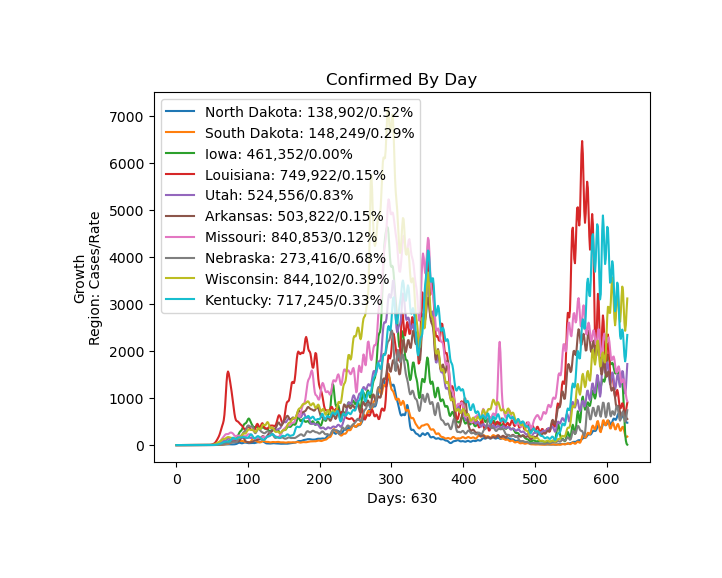 Confirmed By Day
7000
6000
5000
4000
3000
2000
1000
0
Growth
Region: Cases/Rate
North Dakota: 138,902/0.52%
South Dakota: 148,249/0.29%
Iowa: 461,352/0.00%
Louisiana: 749,922/0.15%
Utah: 524,556/0.83%
Arkansas: 503,822/0.15%
Missouri: 840,853/0.12%
Nebraska: 273,416/0.68%
Wisconsin: 844,102/0.39%
Kentucky: 717,245/0.33%
0 100 200 300 400 500 600
Days: 630